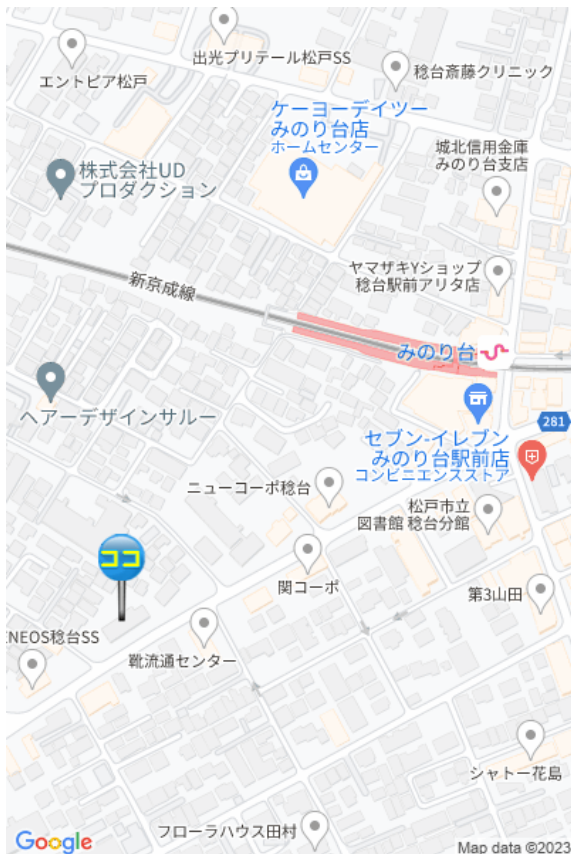 出光プリテール松戸SS
エントピア松戸
稔台斎藤クリニック
ケーヨーデイツー
みのり台店
ホームセンター
城北信用金庫
みのり台支店
株式会社UD
プロダクション
ヤマザキYショップ
稔台駅前アリタ店
新京成線
みのり台
ヘアーデザインサルー
281
セブン-イレブン
みのり台駅前店
コンビニエンスストア
ニューコーポ稔台
松戸市立
図書館 稔台分館
ココ
関コーポ
第3山田
ENEOS稔台SS
靴流通センター
シャトー花島
フローラハウス田村
Google
Map data ©2023